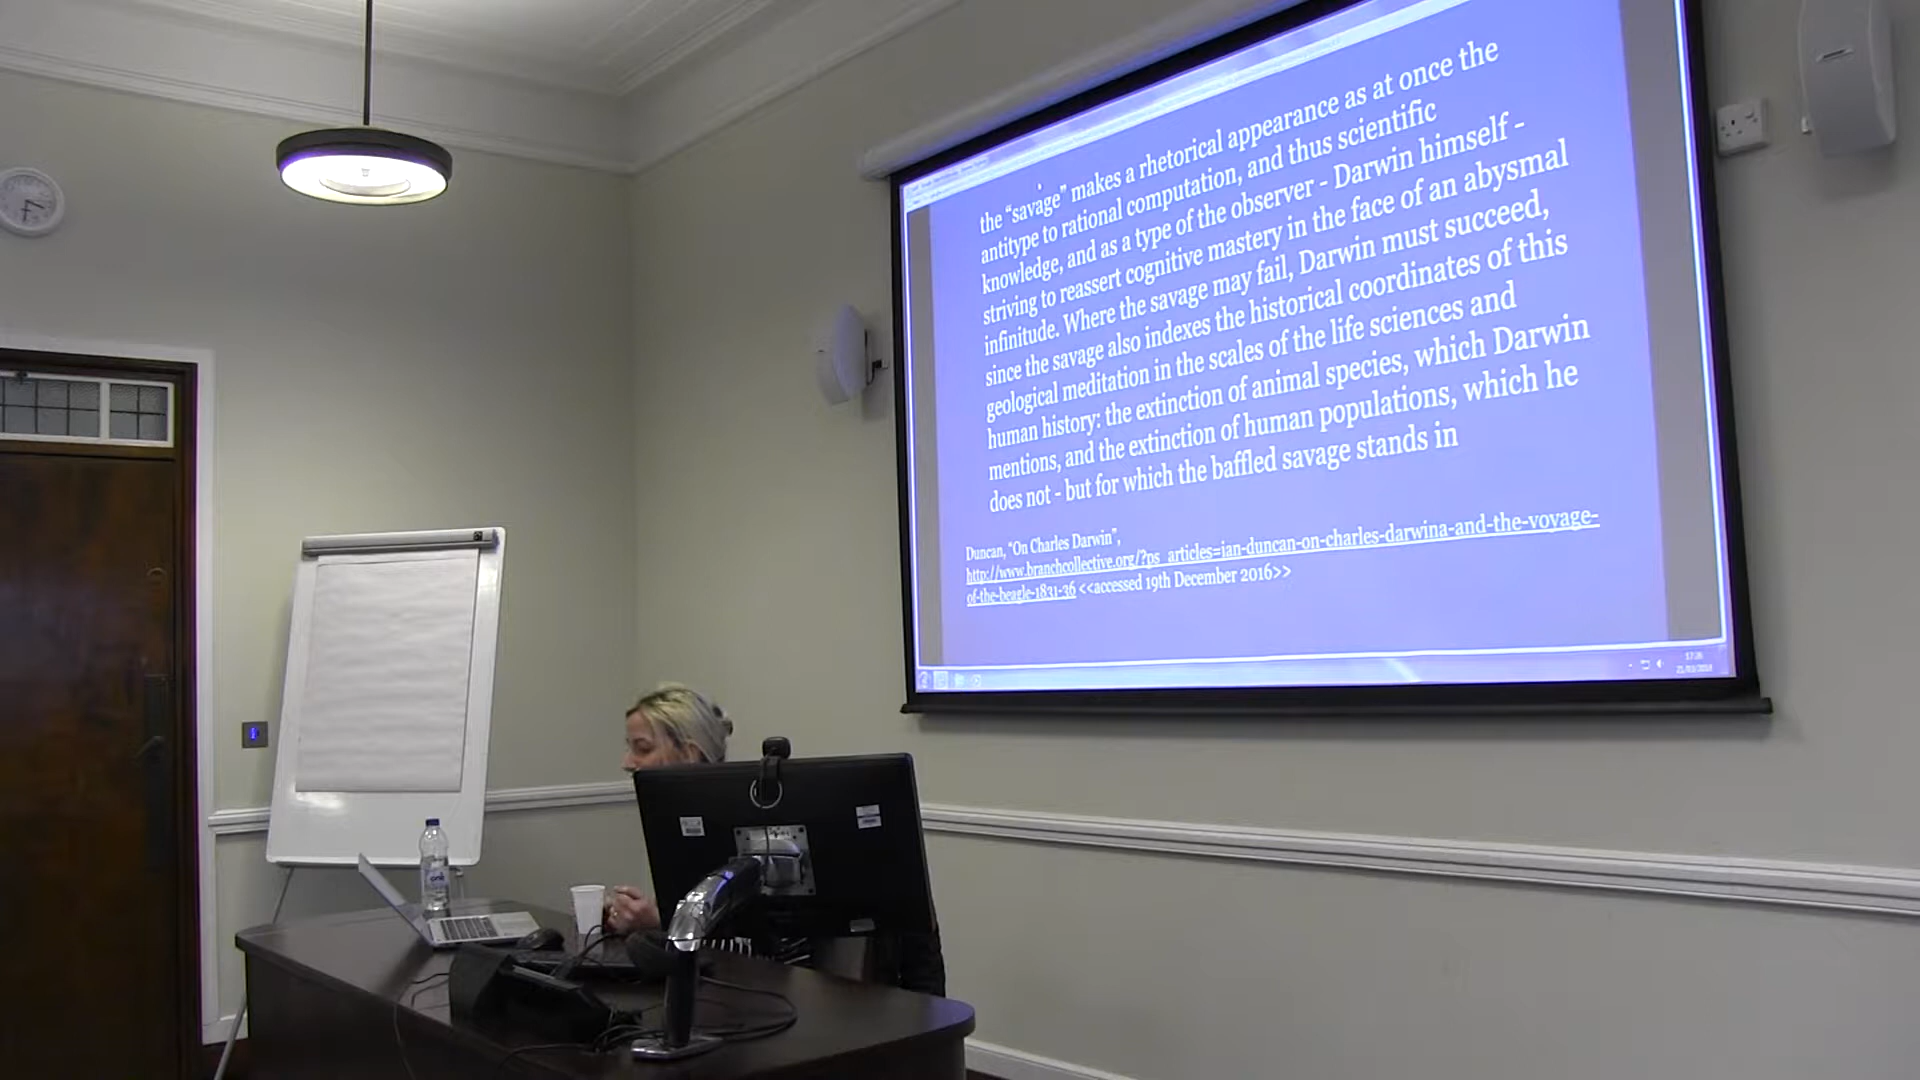 the “savage” makes a rhetorical appearance as at once the
antitype to rational computation, and thus scientific
knowledge, and as a type of the observer - Darwin himself -
striving to reassert cognitive mastery in the face of an abysmal
infinitude. Where the savage may fail, Darwin must succeed,
since the savage also indexes the historical coordinates of this
geological meditation in the scales of the life sciences and
human history: the extinction of animal species, which Darwin
mentions, and the extinction of human populations, which he
does not - but for which the baffled savage stands in
Duncan, “On Charles Darwin”,
http://www.branchcollective.org/?ps_articles=ian-duncan-on-charles-darwina-and-the-voyage-
of-the-beagle-1831-36 <<accessed 19th December 2016>>
one